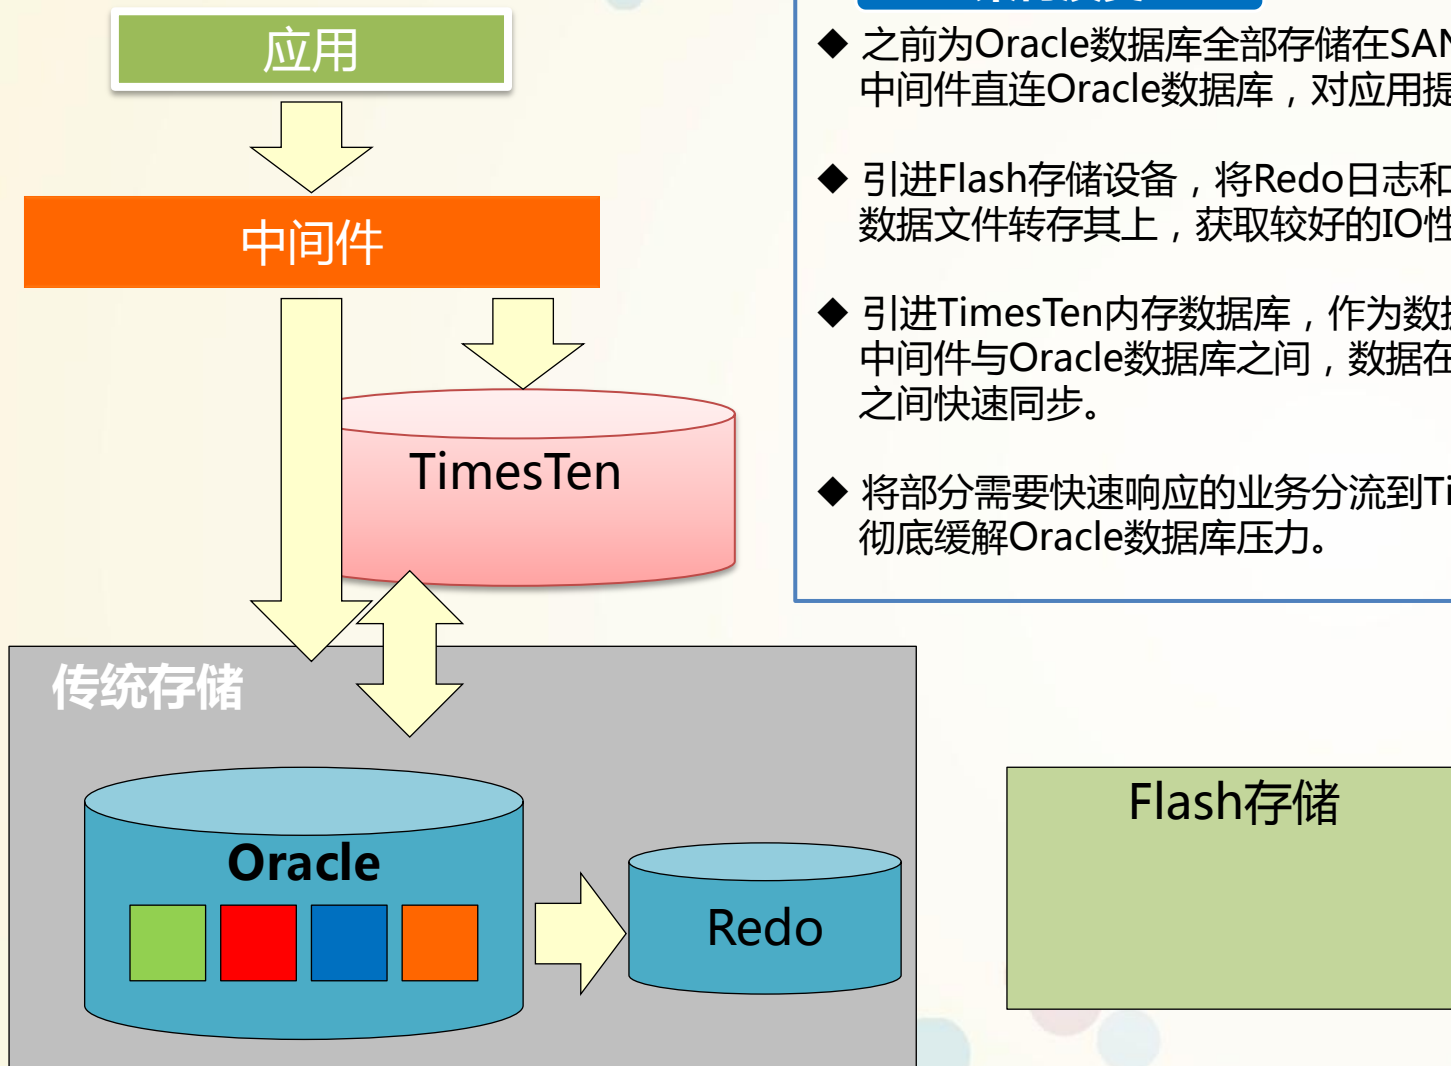 应用
中间件
TimesTen
传统存储
Oracle
Redo
Flash存储
◆ 之前为Oracle数据库全部存储在SAN
中间件直连Oracle数据库，对应用提
◆ 引进Flash存储设备，将Redo日志和
数据文件转存其上，获取较好的IO性
◆ 引进TimesTen内存数据库，作为数据
中间件与Oracle数据库之间，数据在
之间快速同步。
◆ 将部分需要快速响应的业务分流到Ti
彻底缓解Oracle数据库压力。